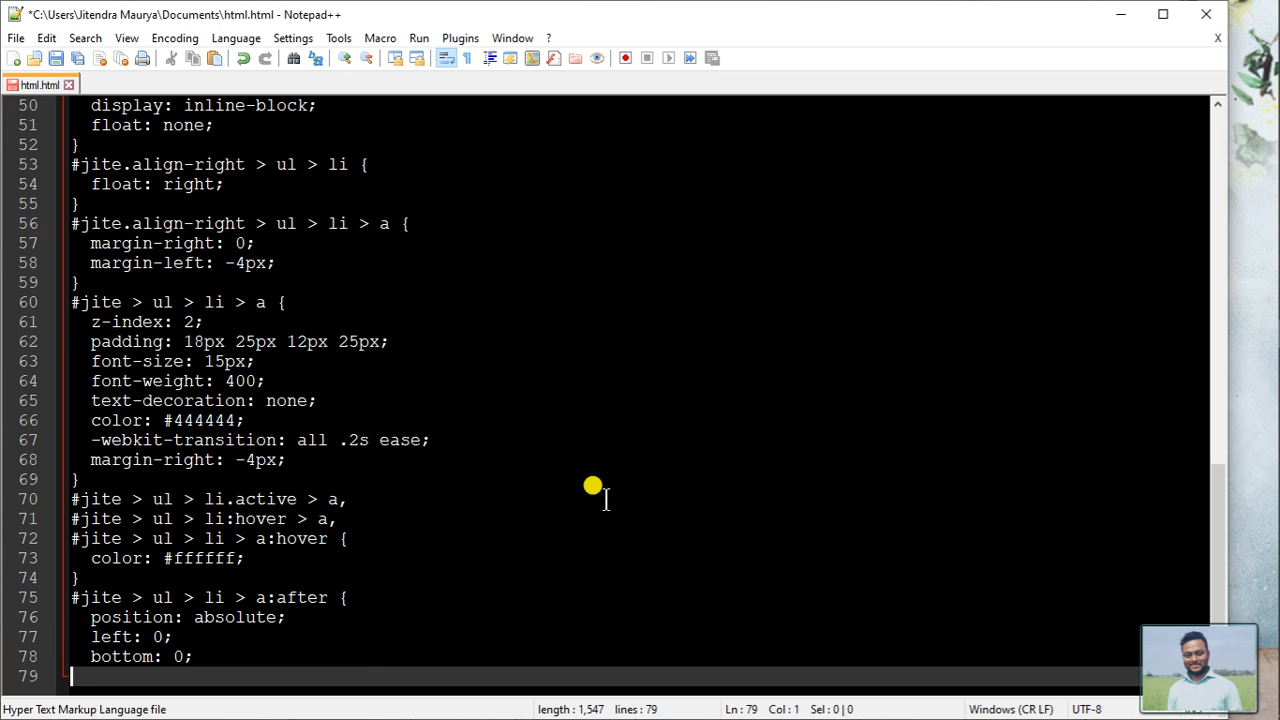 *C:\Users\Jitendra Maurya\Documents\html.html - Notepad++
File Edit Search View Encoding Language Settings Tools Macro Run Plugins Window ? X
html.html
50 display: inline-block;
51 float: none;
52 }
53 #jite.align-right > ul > li {
54 float: right;
55 }
56 #jite.align-right > ul > li > a {
57 margin-right: 0;
58 margin-left: -4px;
59 }
60 #jite > ul > li > a {
61 z-index: 2;
62 padding: 18px 25px 12px 25px;
63 font-size: 15px;
64 font-weight: 400;
65 text-decoration: none;
66 color: #444444;
67 -webkit-transition: all .2s ease;
68 margin-right: -4px;
69 }
70 #jite > ul > li.active > a,
71 #jite > ul > li:hover > a,
72 #jite > ul > li > a:hover {
73 color: #ffffff;
74 }
75 #jite > ul > li > a:after {
76 position: absolute;
77 left: 0;
78 bottom: 0;
79
Hyper Text Markup Language file length : 1,547 lines : 79 Ln : 79 Col : 1 Sel : 0 | 0 Windows (CR LF) UTF-8